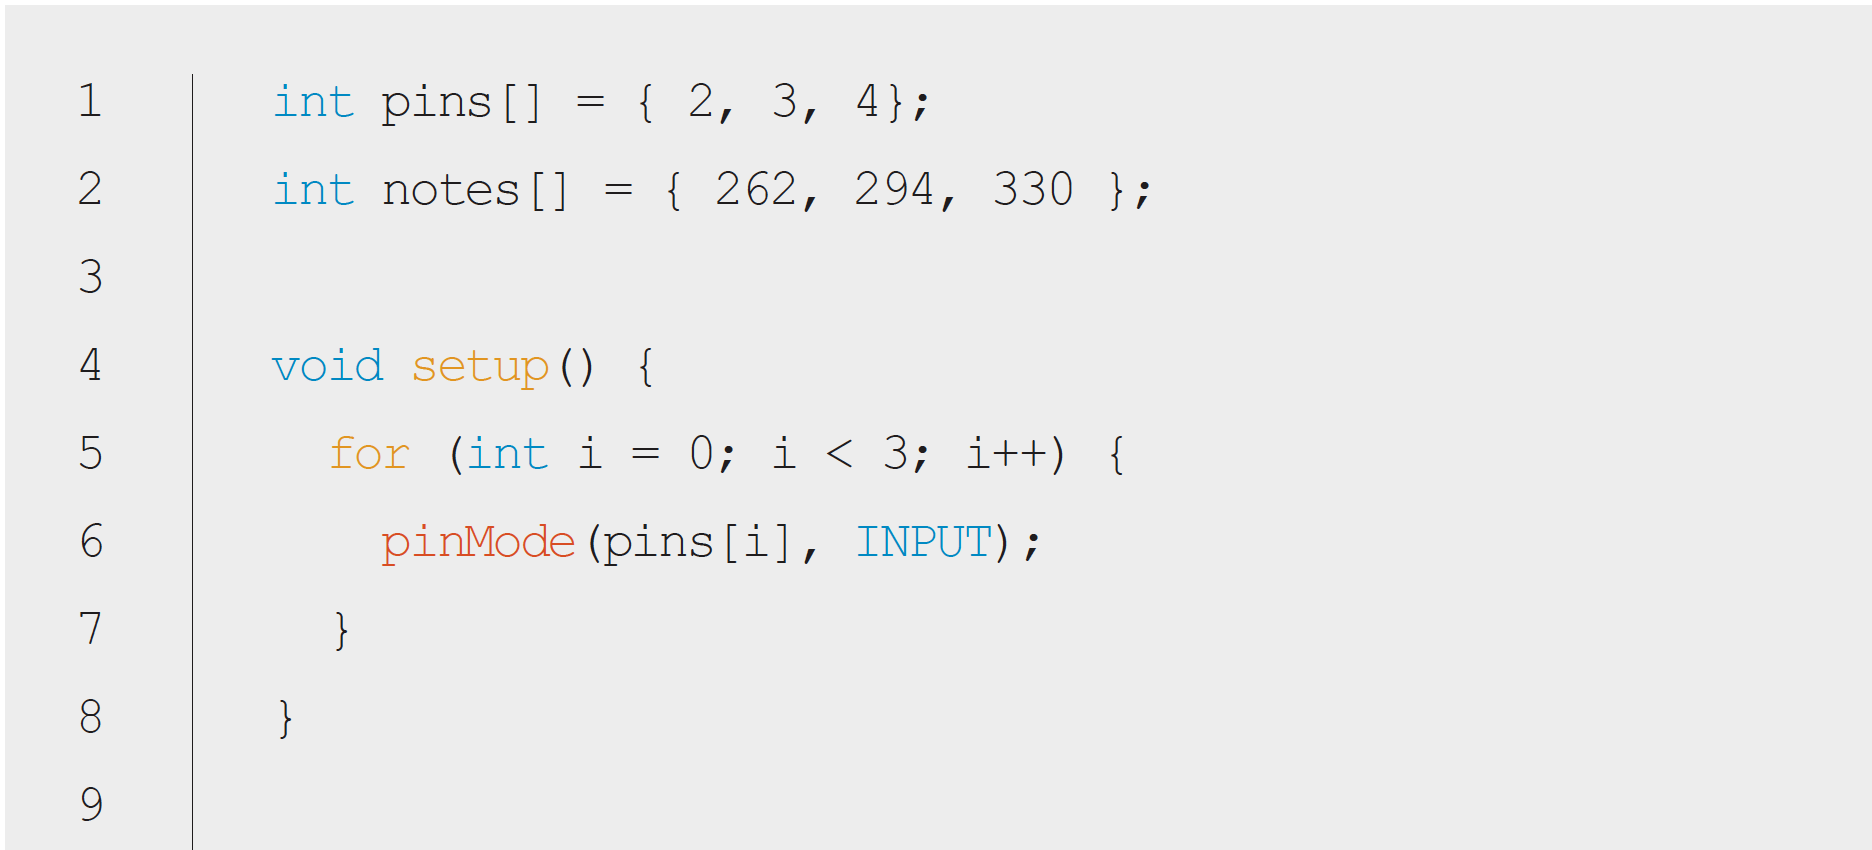 1 int pins[] = { 2, 3, 4};
2 int notes[] = { 262, 294, 330 };
3
4 void setup() {
5   for (int i = 0; i < 3; i++) {
6     pinMode(pins[i], INPUT);
7   }
8 }
9